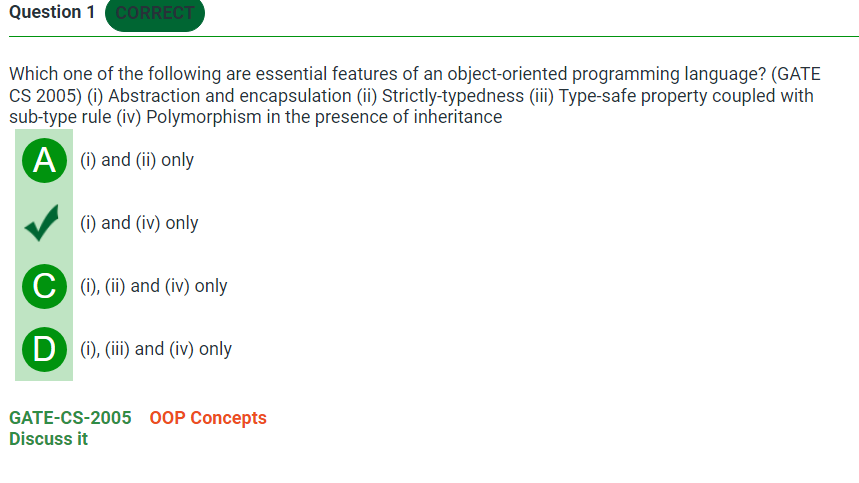 Question 1 CORRECT
Which one of the following are essential features of an object-oriented programming language? (GATE
CS 2005) (i) Abstraction and encapsulation (ii) Strictly-typedness (iii) Type-safe property coupled with
sub-type rule (iv) Polymorphism in the presence of inheritance
A (i) and (ii) only
(i) and (iv) only
C (i), (ii) and (iv) only
D (i), (iii) and (iv) only
GATE-CS-2005 OOP Concepts
Discuss it